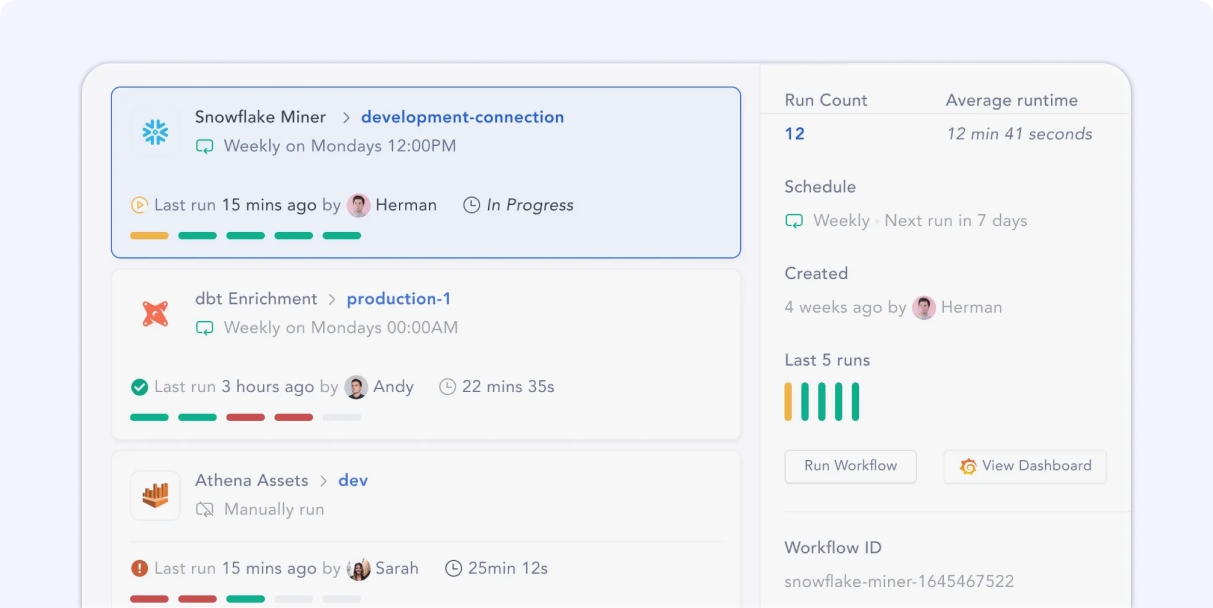 Snowflake Miner > development-connection
Weekly on Mondays 12:00PM
Last run 15 mins ago by Herman In Progress
dbt Enrichment > production-1
Weekly on Mondays 00:00AM
Last run 3 hours ago by Andy 22 mins 35s
Athena Assets > dev
Manually run
Last run 15 mins ago by Sarah 25min 12s
Run Count Average runtime
12 12 min 41 seconds
Schedule
Weekly • Next run in 7 days
Created
4 weeks ago by Herman
Last 5 runs
Run Workflow View Dashboard
Workflow ID
snowflake-miner-1645467522